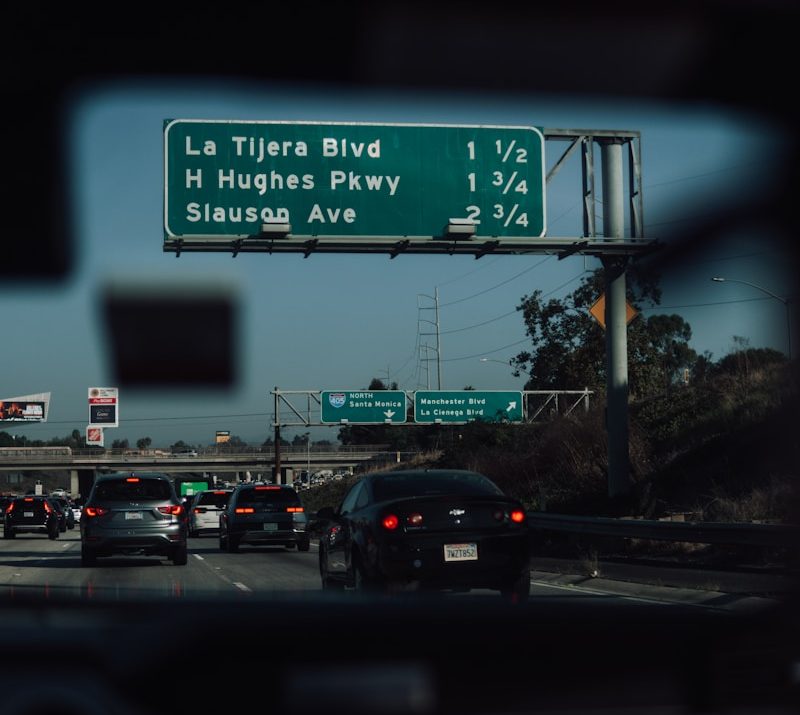 La Tijera Blvd 1 1/2
H Hughes Pkwy 1 3/4
Slauson Ave 2 3/4
405
NORTH
Santa Monica
Manchester Blvd
La Cienega Blvd
7WZT852